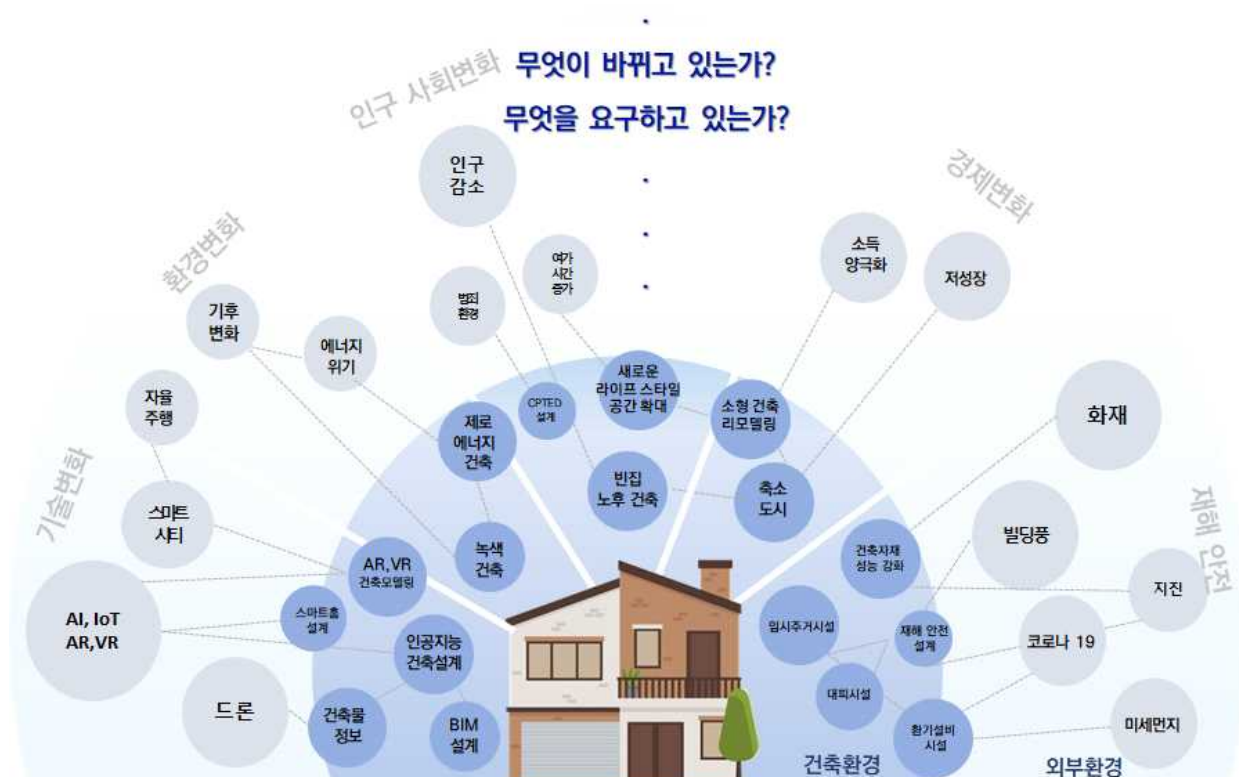 무엇이 바뀌고 있는가?
무엇을 요구하고 있는가?
인구 사회변화
인구
감소
경제변화
환경변화
여가
시간
증가
소득
양극화
저성장
범죄
환경
기후
변화
에너지
위기
자율
주행
기술변화
스마트
시티
AI, IoT
AR,VR
드론
제로
에너지
건축
CPTED
설계
새로운
라이프 스타일
공간 확대
소형 건축
리모델링
빈집
노후 건축
축소
도시
녹색
건축
AR,VR
건축모델링
스마트홈
설계
인공지능
건축설계
건축물
정보
BIM
설계
화재
빌딩풍
재해 안전
지진
코로나 19
미세먼지
건축자재
성능 강화
임시주거시설
재해 안전
설계
대피시설
환기설비
시설
건축환경
외부환경